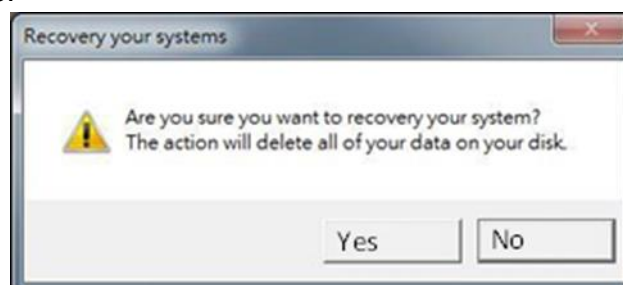 Recovery your systems
Are you sure you want to recovery your system?
The action will delete all of your data on your disk.
Yes
No